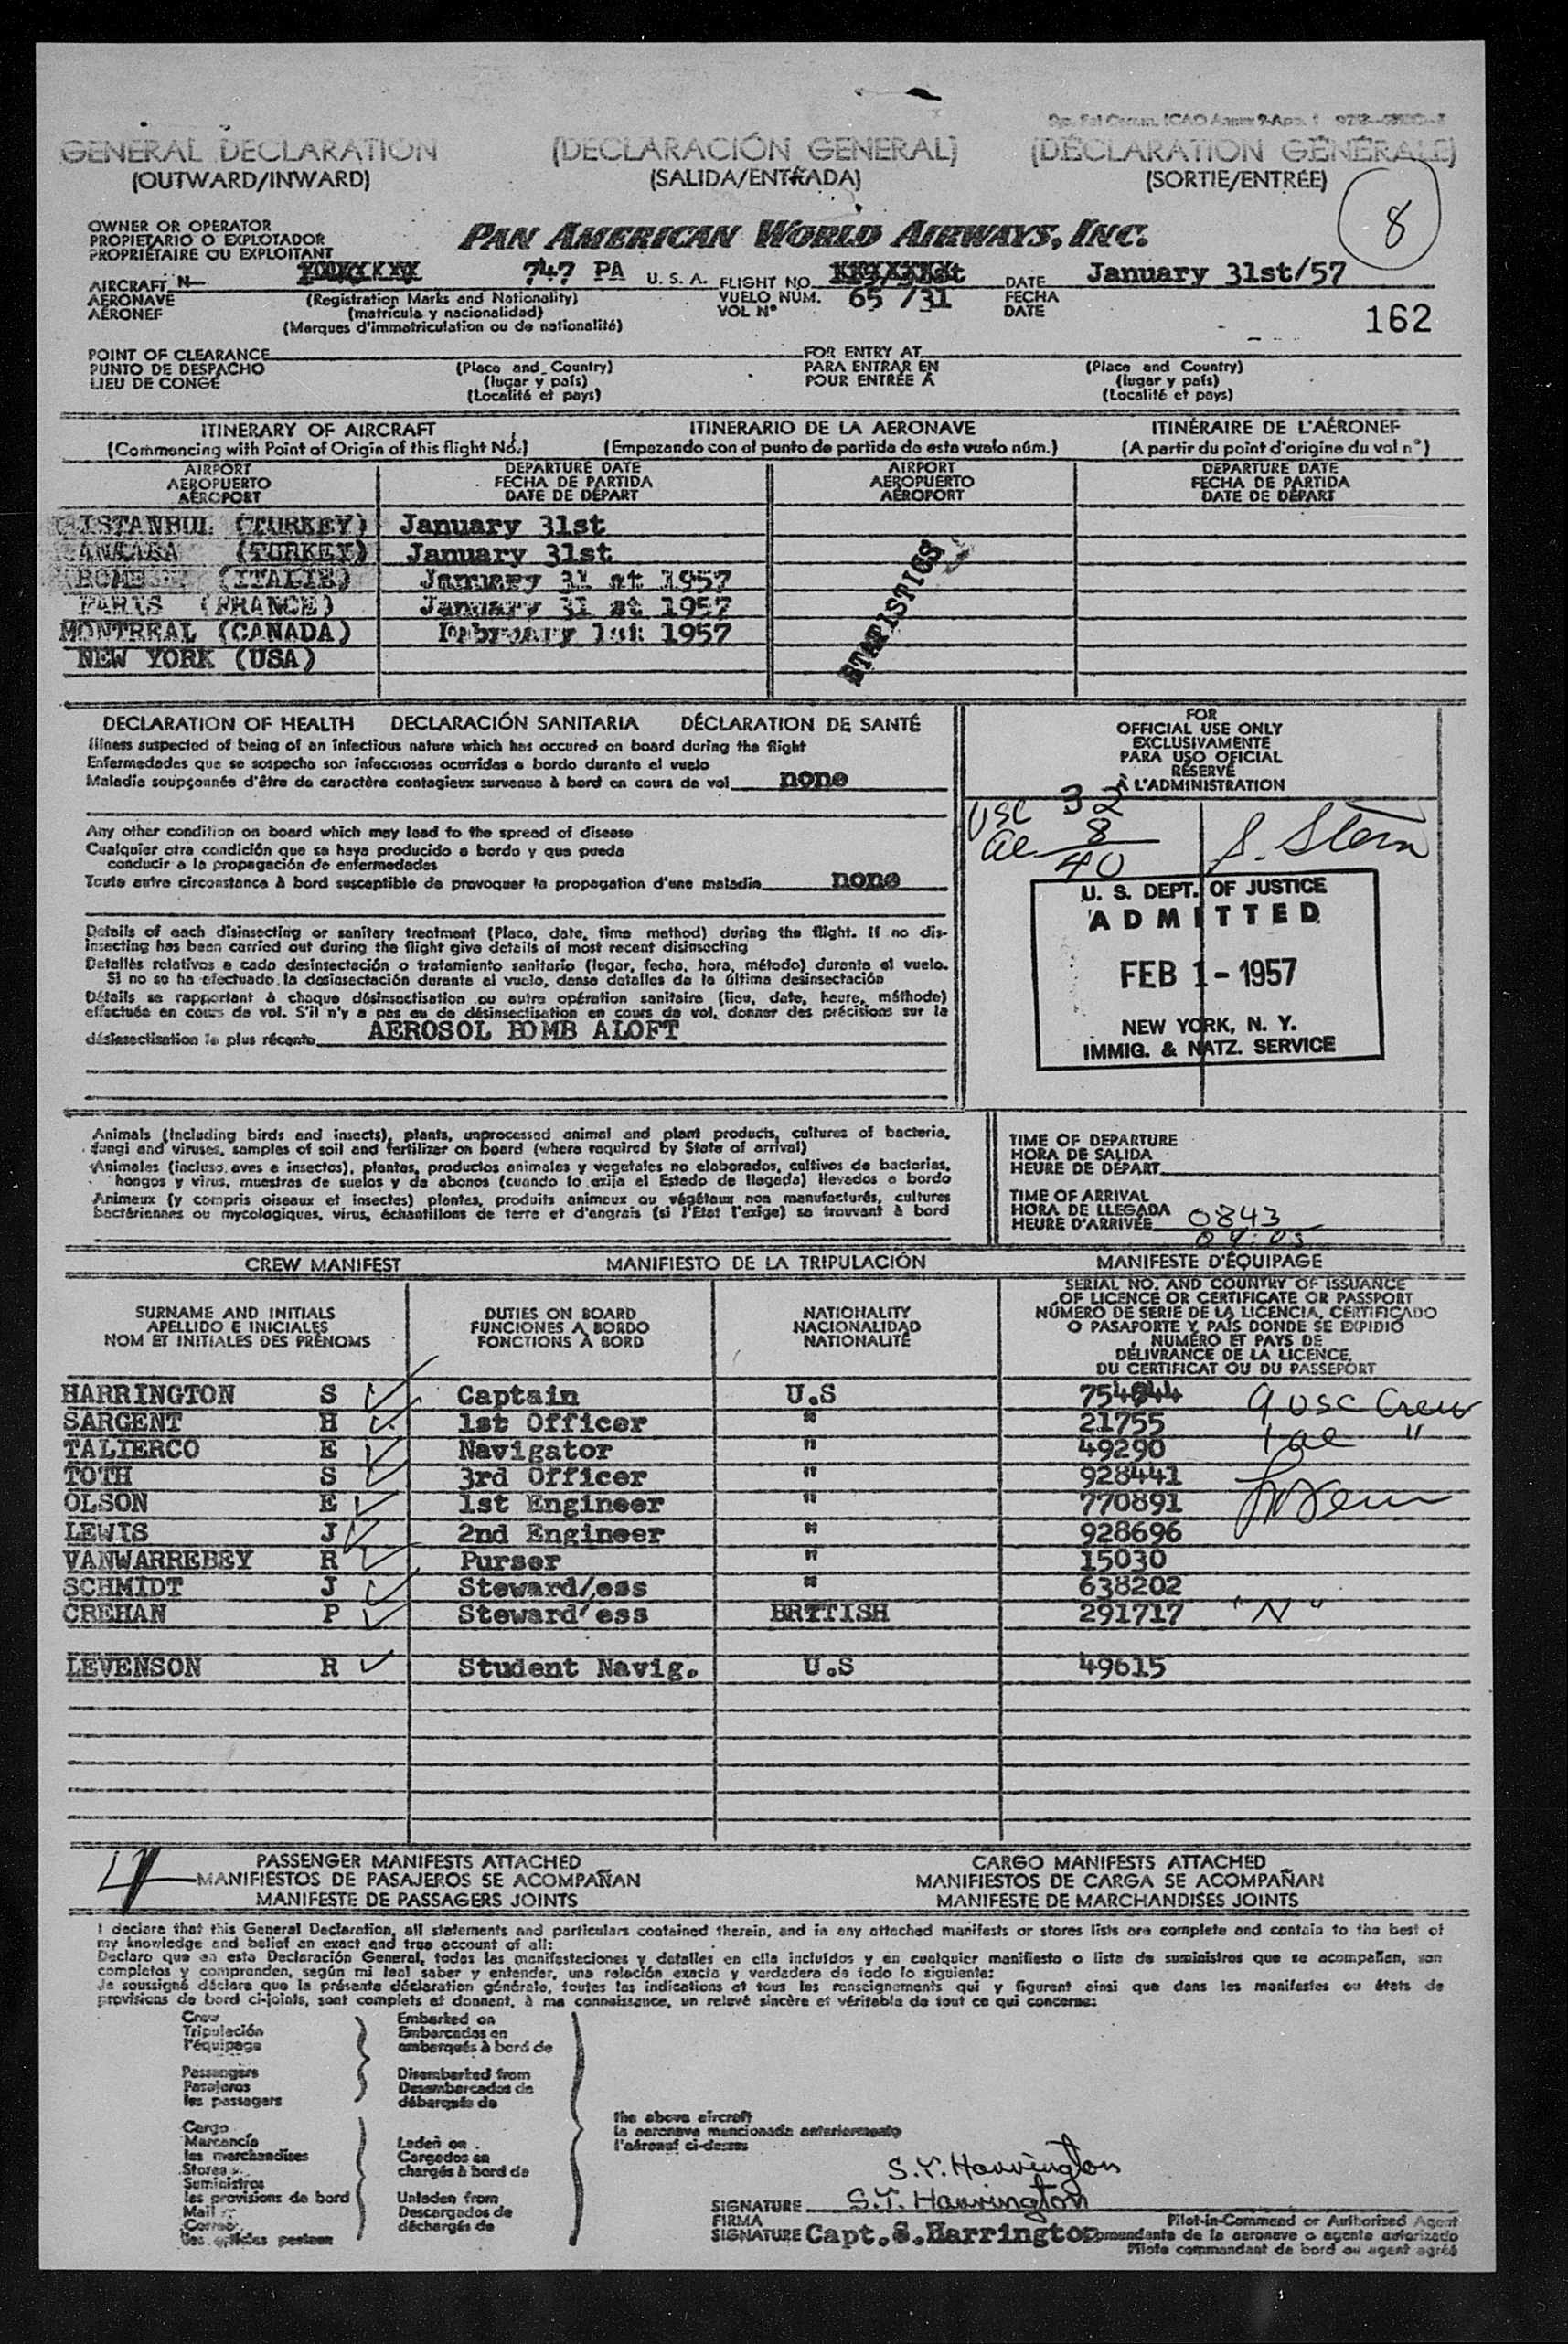 GENERAL DECLARATION (DECLARACIÓN GENERAL) (DÉCLARATION GÉNÉRALE)
(OUTWARD/INWARD) (SALIDA/ENTRADA) (SORTIE/ENTRÉE)
8
OWNER OR OPERATOR
PROPIETARIO O EXPLOTADOR
PROPRIÉTAIRE OU EXPLOITANT
PAN AMERICAN WORLD AIRWAYS, INC.
AIRCRAFT N- 747 PA U. S. A. FLIGHT NO. DATE January 31st/57
AERONAVE (Registration Marks and Nationality) VUELO NÚM. 65 /31 FECHA
AÉRONEF (matrícula y nacionalidad) VOL Nº DATE
(Marques d'immatriculation ou de nationalité)
162
POINT OF CLEARANCE FOR ENTRY AT
PUNTO DE DESPACHO (Place and Country) PARA ENTRAR EN (Place and Country)
LIEU DE CONGÉ (lugar y país) POUR ENTRÉE À (lugar y país)
(Localité et pays) (Localité et pays)
ITINERARY OF AIRCRAFT ITINERARIO DE LA AERONAVE ITINÉRAIRE DE L'AÉRONEF
(Commencing with Point of Origin of this flight No.) (Empezando con el punto de partida de este vuelo núm.) (A partir du point d'origine du vol nº)
AIRPORT DEPARTURE DATE AIRPORT DEPARTURE DATE
AEROPUERTO FECHA DE PARTIDA AEROPUERTO FECHA DE PARTIDA
AÉROPORT DATE DE DÉPART AÉROPORT DATE DE DÉPART
ISTANBUL (TURKEY) January 31st
ANKARA (TURKEY) January 31st
ROME (ITALIE) January 31 st 1957
PARIS (FRANCE) January 31 st 1957
MONTREAL (CANADA) February 1st 1957
NEW YORK (USA)
STATISTICS
DECLARATION OF HEALTH DECLARACIÓN SANITARIA DÉCLARATION DE SANTÉ
Illness suspected of being of an infectious nature which has occured on board during the flight
Enfermedades que se sospecha son infecciosas ocurridas a bordo durante el vuelo
Maladie soupçonnée d'être de caractère contagieux survenue à bord en cours de vol none
Any other condition on board which may lead to the spread of disease
Cualquier otra condición que se haya producido a bordo y que pueda
conducir a la propagación de enfermedades
Toute autre circonstance à bord susceptible de provoquer la propagation d'une maladie none
Details of each disinsecting or sanitary treatment (Place, date, time method) during the flight. If no dis-
insecting has been carried out during the flight give details of most recent disinsecting
Detalles relativos a cada desinsectación o tratamiento sanitario (lugar, fecha, hora, método) durante el vuelo.
Si no se ha efectuado la desinsectación durante el vuelo, dense detalles de la última desinsectación
Détails se rapportant à chaque désinsectisation ou autre opération sanitaire (lieu, date, heure, méthode)
effectuée en cours de vol. S'il n'y a pas eu de désinsectisation en cours de vol, donner des précisions sur la
désinsectisation la plus récente AEROSOL BOMB ALOFT
FOR
OFFICIAL USE ONLY
EXCLUSIVAMENTE
PARA USO OFICIAL
RÉSERVÉ
À L'ADMINISTRATION
USC 32
al 8
40
S. Stern
U. S. DEPT. OF JUSTICE
ADMITTED
FEB 1 - 1957
NEW YORK, N. Y.
IMMIG. & NATZ. SERVICE
Animals (Including birds and insects), plants, unprocessed animal and plant products, cultures of bacteria,
fungi and viruses, samples of soil and fertilizer on board (where required by State of arrival)
Animales (incluso aves e insectos), plantas, productos animales y vegetales no elaborados, cultivos de bacterias,
hongos y virus, muestras de suelos y de abonos (cuando lo exija el Estado de llegada) llevados a bordo
Animaux (y compris oiseaux et insectes) plantes, produits animaux ou végétaux non manufacturés, cultures
bactériennes ou mycologiques, virus, échantillons de terre et d'engrais (si l'Etat l'exige) se trouvant à bord
TIME OF DEPARTURE
HORA DE SALIDA
HEURE DE DÉPART
TIME OF ARRIVAL
HORA DE LLEGADA
HEURE D'ARRIVÉE 0843
CREW MANIFEST MANIFIESTO DE LA TRIPULACIÓN MANIFESTE D'ÉQUIPAGE
SURNAME AND INITIALS DUTIES ON BOARD NATIONALITY
APELLIDO E INICIALES FUNCIONES A BORDO NACIONALIDAD
NOM ET INITIALES DES PRÉNOMS FONCTIONS À BORD NATIONALITÉ
SERIAL NO. AND COUNTRY OF ISSUANCE
OF LICENCE OR CERTIFICATE OR PASSPORT
NÚMERO DE SERIE DE LA LICENCIA, CERTIFICADO
O PASAPORTE Y PAÍS DONDE SE EXPIDIÓ
NUMÉRO ET PAYS DE
DÉLIVRANCE DE LA LICENCE,
DU CERTIFICAT OU DU PASSEPORT
HARRINGTON S Captain U.S 754644 9 USC Crew
SARGENT H 1st Officer " 21755 1 al "
TALIERCO E Navigator " 49290
TOTH S 3rd Officer " 928441
OLSON E 1st Engineer " 770891
LEWIS J 2nd Engineer " 928696
VANWARREBEY R Purser " 15030
SCHMIDT J Steward/ess " 638202
CREHAN P Steward'ess BRITISH 291717 "N"
LEVENSON R Student Navig. U.S 49615
4
PASSENGER MANIFESTS ATTACHED CARGO MANIFESTS ATTACHED
MANIFIESTOS DE PASAJEROS SE ACOMPAÑAN MANIFIESTOS DE CARGA SE ACOMPAÑAN
MANIFESTE DE PASSAGERS JOINTS MANIFESTE DE MARCHANDISES JOINTS
I declare that this General Declaration, all statements and particulars contained therein, and in any attached manifests or stores lists are complete and contain to the best of
my knowledge and belief an exact and true account of all:
Declaro que en esta Declaración General, todas las manifestaciones y detalles en ella incluídos y en cualquier manifiesto o lista de suministros que se acompañen, son
completos y comprenden, según mi leal saber y entender, una relación exacta y verdadera de todo lo siguiente:
Je soussigné déclare que la présente déclaration générale, toutes les indications et tous les renseignements qui y figurent ainsi que dans les manifestes ou états de
provisions de bord ci-joints, sont complets et donnent, à ma connaissance, un relevé sincère et véritable de tout ce qui concerne:
Crew Embarked on
Tripulación Embarcados en
l'équipage embarqués à bord de
Passengers Disembarked from
Pasajeros Desembarcados de
les passagers débarqués de
the above aircraft
la aeronave mencionada anteriormente
l'aéronef ci-dessus
Cargo
Mercancía Laden on
les marchandises Cargados en
Stores chargés à bord de
Suministros
les provisions de bord Unladen from
Mail Descargados de
Correo déchargés de
S.T. Harrington
SIGNATURE S.T. Harrington
FIRMA Pilot-in-Command or Authorized Agent
SIGNATURE Capt.S.Harrington Comandante de la aeronave o agente autorizado
Pilote commandant de bord ou agent agréé